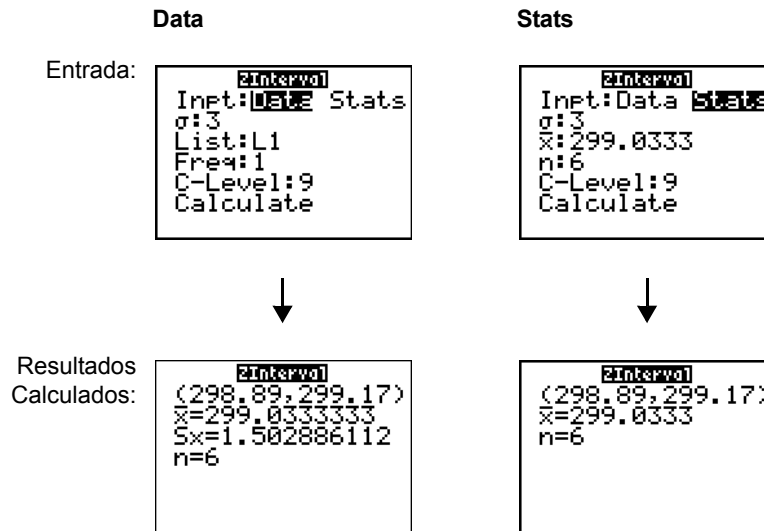 Data
Stats
Entrada:
ZInterval
Inpt:Data Stats
σ:3
List:L1
Freq:1
C-Level:9
Calculate
ZInterval
Inpt:Data Stats
σ:3
x̄:299.0333
n:6
C-Level:9
Calculate
Resultados
Calculados:
ZInterval
(298.89,299.17)
x̄=299.0333333
Sx=1.502886112
n=6
ZInterval
(298.89,299.17)
x̄=299.0333
n=6